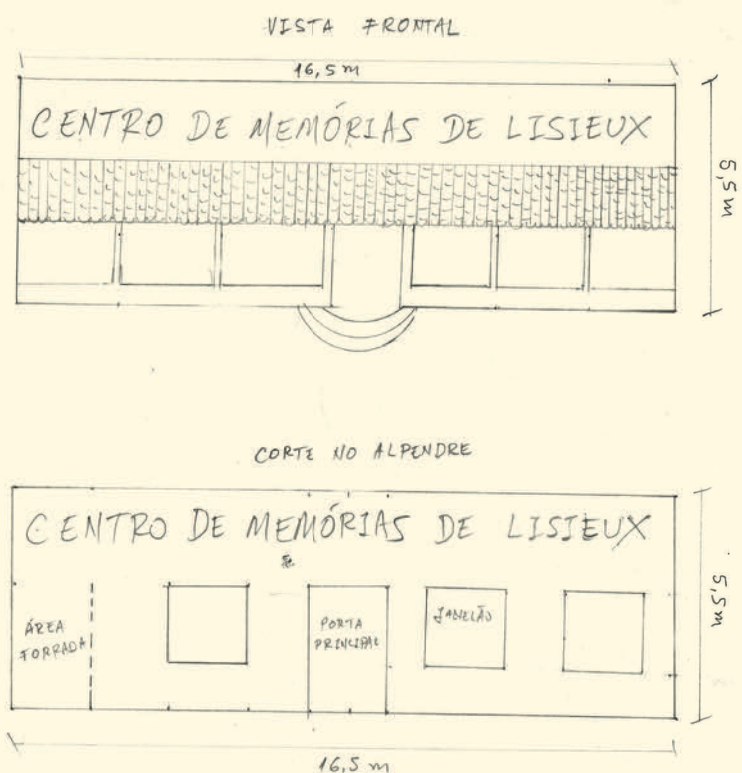 VISTA FRONTAL
16,5 m
CENTRO DE MEMÓRIAS DE LISIEUX
5,5 m
CORTE NO ALPENDRE
CENTRO DE MEMÓRIAS DE LISIEUX
ÁREA
TORRADA
PORTA
PRINCIPAL
JANELÃO
5,5 m
16,5 m